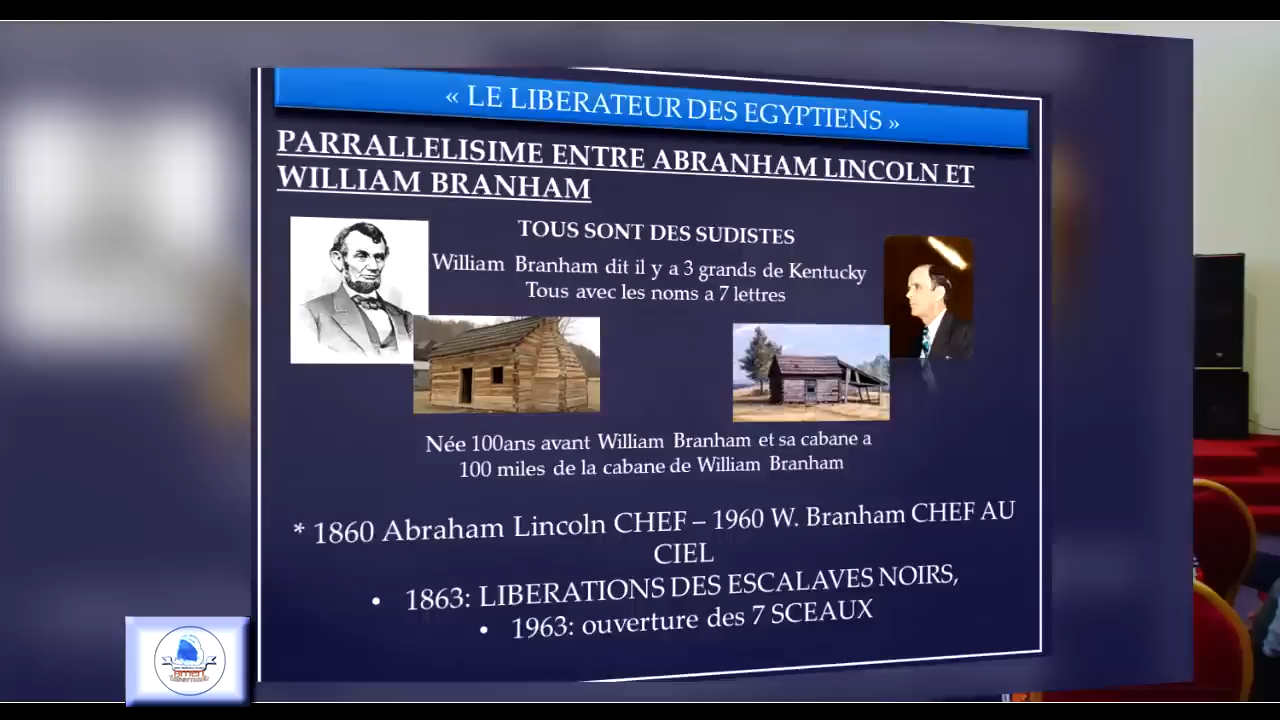 « LE LIBERATEUR DES EGYPTIENS »
PARRALLELISIME ENTRE ABRANHAM LINCOLN ET
WILLIAM BRANHAM
TOUS SONT DES SUDISTES
William Branham dit il y a 3 grands de Kentucky
Tous avec les noms a 7 lettres
Née 100ans avant William Branham et sa cabane a
100 miles de la cabane de William Branham
* 1860 Abraham Lincoln CHEF – 1960 W. Branham CHEF AU
CIEL
• 1863: LIBERATIONS DES ESCALAVES NOIRS,
• 1963: ouverture des 7 SCEAUX